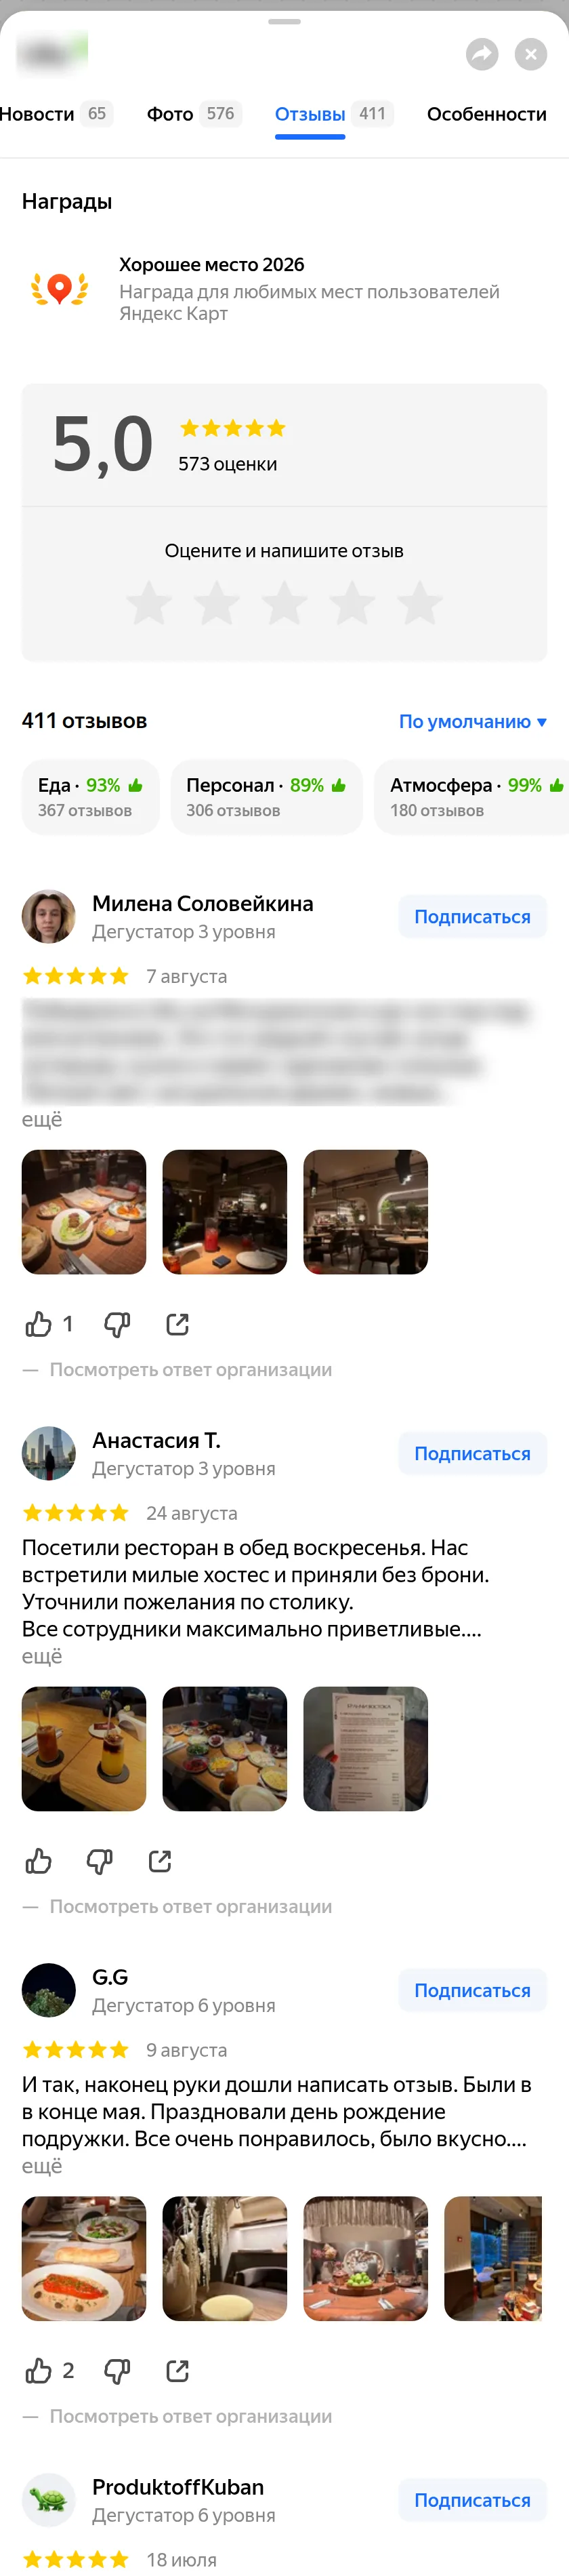 Новости 65 Фото 576 Отзывы 411 Особенности
Награды
Хорошее место 2026
Награда для любимых мест пользователей
Яндекс Карт
5,0
573 оценки
Оцените и напишите отзыв
411 отзывов По умолчанию
Еда · 93% Персонал · 89% Атмосфера · 99%
367 отзывов 306 отзывов 180 отзывов
Милена Соловейкина Подписаться
Дегустатор 3 уровня
7 августа
ещё
1
— Посмотреть ответ организации
Анастасия Т. Подписаться
Дегустатор 3 уровня
24 августа
Посетили ресторан в обед воскресенья. Нас
встретили милые хостес и приняли без брони.
Уточнили пожелания по столику.
Все сотрудники максимально приветливые....
ещё
— Посмотреть ответ организации
G.G Подписаться
Дегустатор 6 уровня
9 августа
И так, наконец руки дошли написать отзыв. Были в
в конце мая. Праздновали день рождение
подружки. Все очень понравилось, было вкусно....
ещё
2
— Посмотреть ответ организации
ProduktoffKuban Подписаться
Дегустатор 6 уровня
18 июля